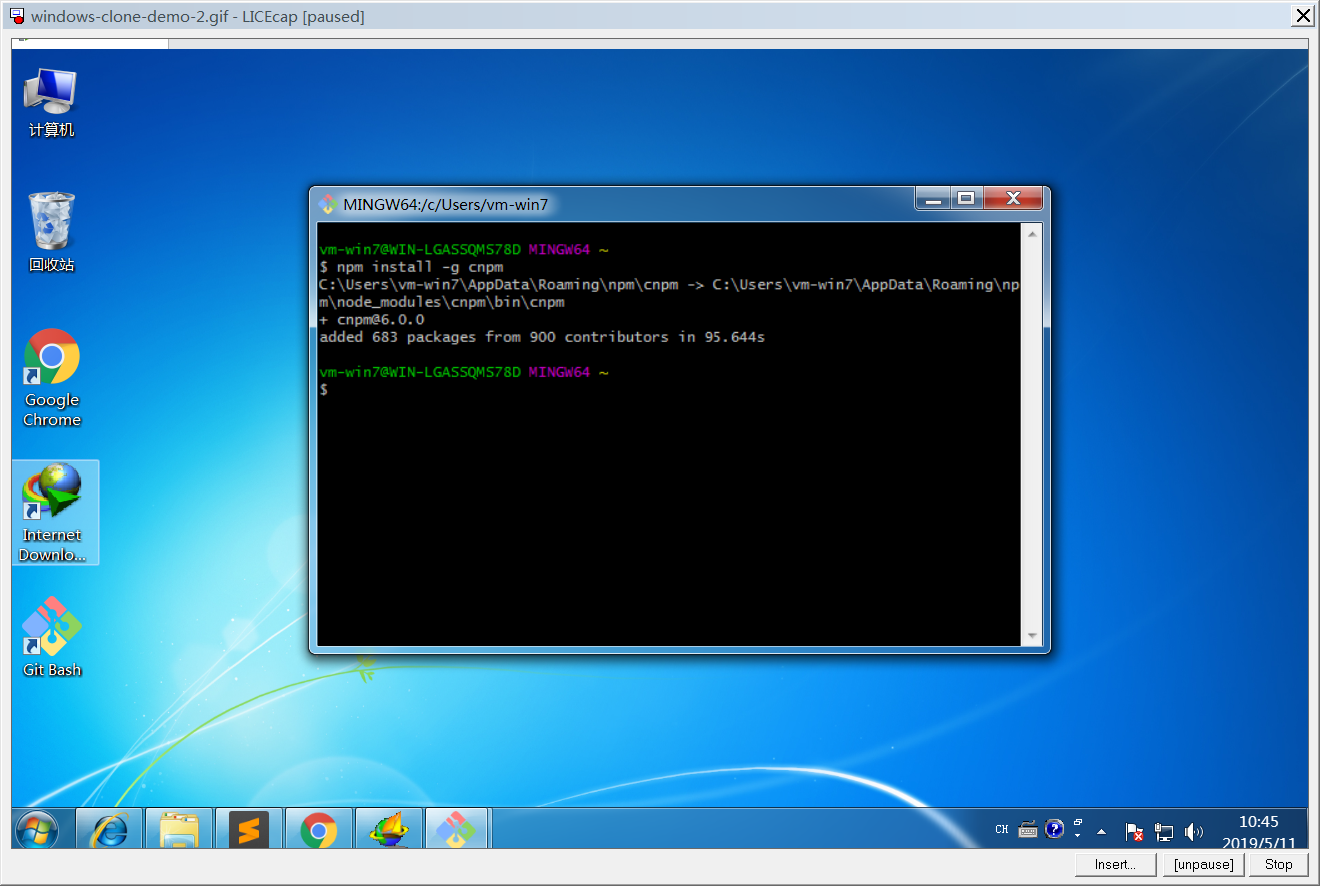 windows-clone-demo-2.gif - LICEcap [paused]
计算机
回收站
Google
Chrome
Internet
Downlo...
Git Bash
MINGW64:/c/Users/vm-win7
vm-win7@WIN-LGASSQMS78D MINGW64 ~
$ npm install -g cnpm
C:\Users\vm-win7\AppData\Roaming\npm\cnpm -> C:\Users\vm-win7\AppData\Roaming\np
m\node_modules\cnpm\bin\cnpm
+ cnpm@6.0.0
added 683 packages from 900 contributors in 95.644s
vm-win7@WIN-LGASSQMS78D MINGW64 ~
$
CH
10:45
2019/5/11
Insert...
[unpause]
Stop